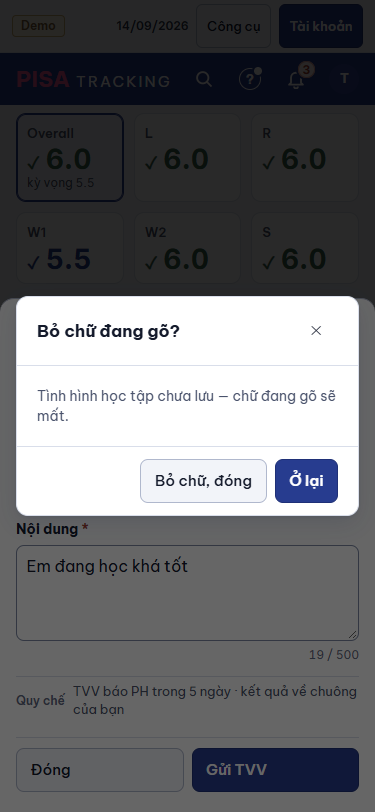 Demo
14/09/2026
Công cụ
Tài khoản
PISA TRACKING
?
3
T
Overall
✓ 6.0
kỳ vọng 5.5
L
✓ 6.0
R
✓ 6.0
W1
✓ 5.5
W2
✓ 6.0
S
✓ 6.0
Bỏ chữ đang gõ?
×
Tình hình học tập chưa lưu — chữ đang gõ sẽ
mất.
Bỏ chữ, đóng
Ở lại
Nội dung *
Em đang học khá tốt
19 / 500
Quy chế
TVV báo PH trong 5 ngày · kết quả về chuông
của bạn
Đóng
Gửi TVV